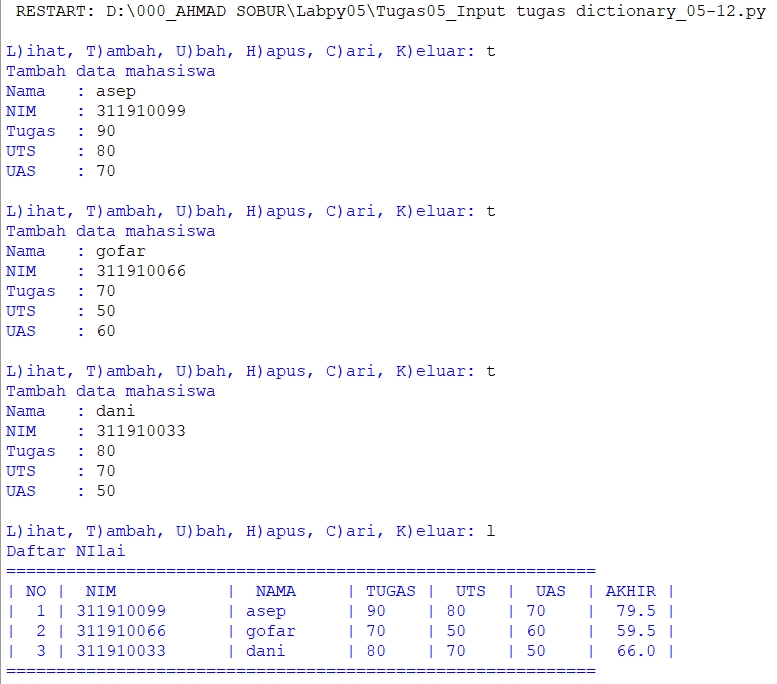 RESTART: D:\000_AHMAD SOBUR\Labpy05\Tugas05_Input tugas dictionary_05-12.py
L)ihat, T)ambah, U)bah, H)apus, C)ari, K)eluar: t
Tambah data mahasiswa
Nama   : asep
NIM    : 311910099
Tugas  : 90
UTS    : 80
UAS    : 70
L)ihat, T)ambah, U)bah, H)apus, C)ari, K)eluar: t
Tambah data mahasiswa
Nama   : gofar
NIM    : 311910066
Tugas  : 70
UTS    : 50
UAS    : 60
L)ihat, T)ambah, U)bah, H)apus, C)ari, K)eluar: t
Tambah data mahasiswa
Nama   : dani
NIM    : 311910033
Tugas  : 80
UTS    : 70
UAS    : 50
L)ihat, T)ambah, U)bah, H)apus, C)ari, K)eluar: l
Daftar NIlai
===========================================================
| NO |  NIM           |  NAMA     | TUGAS |  UTS  |  UAS  | AKHIR |
|  1 | 311910099      | asep      | 90    | 80    | 70    |  79.5 |
|  2 | 311910066      | gofar     | 70    | 50    | 60    |  59.5 |
|  3 | 311910033      | dani      | 80    | 70    | 50    |  66.0 |
===========================================================